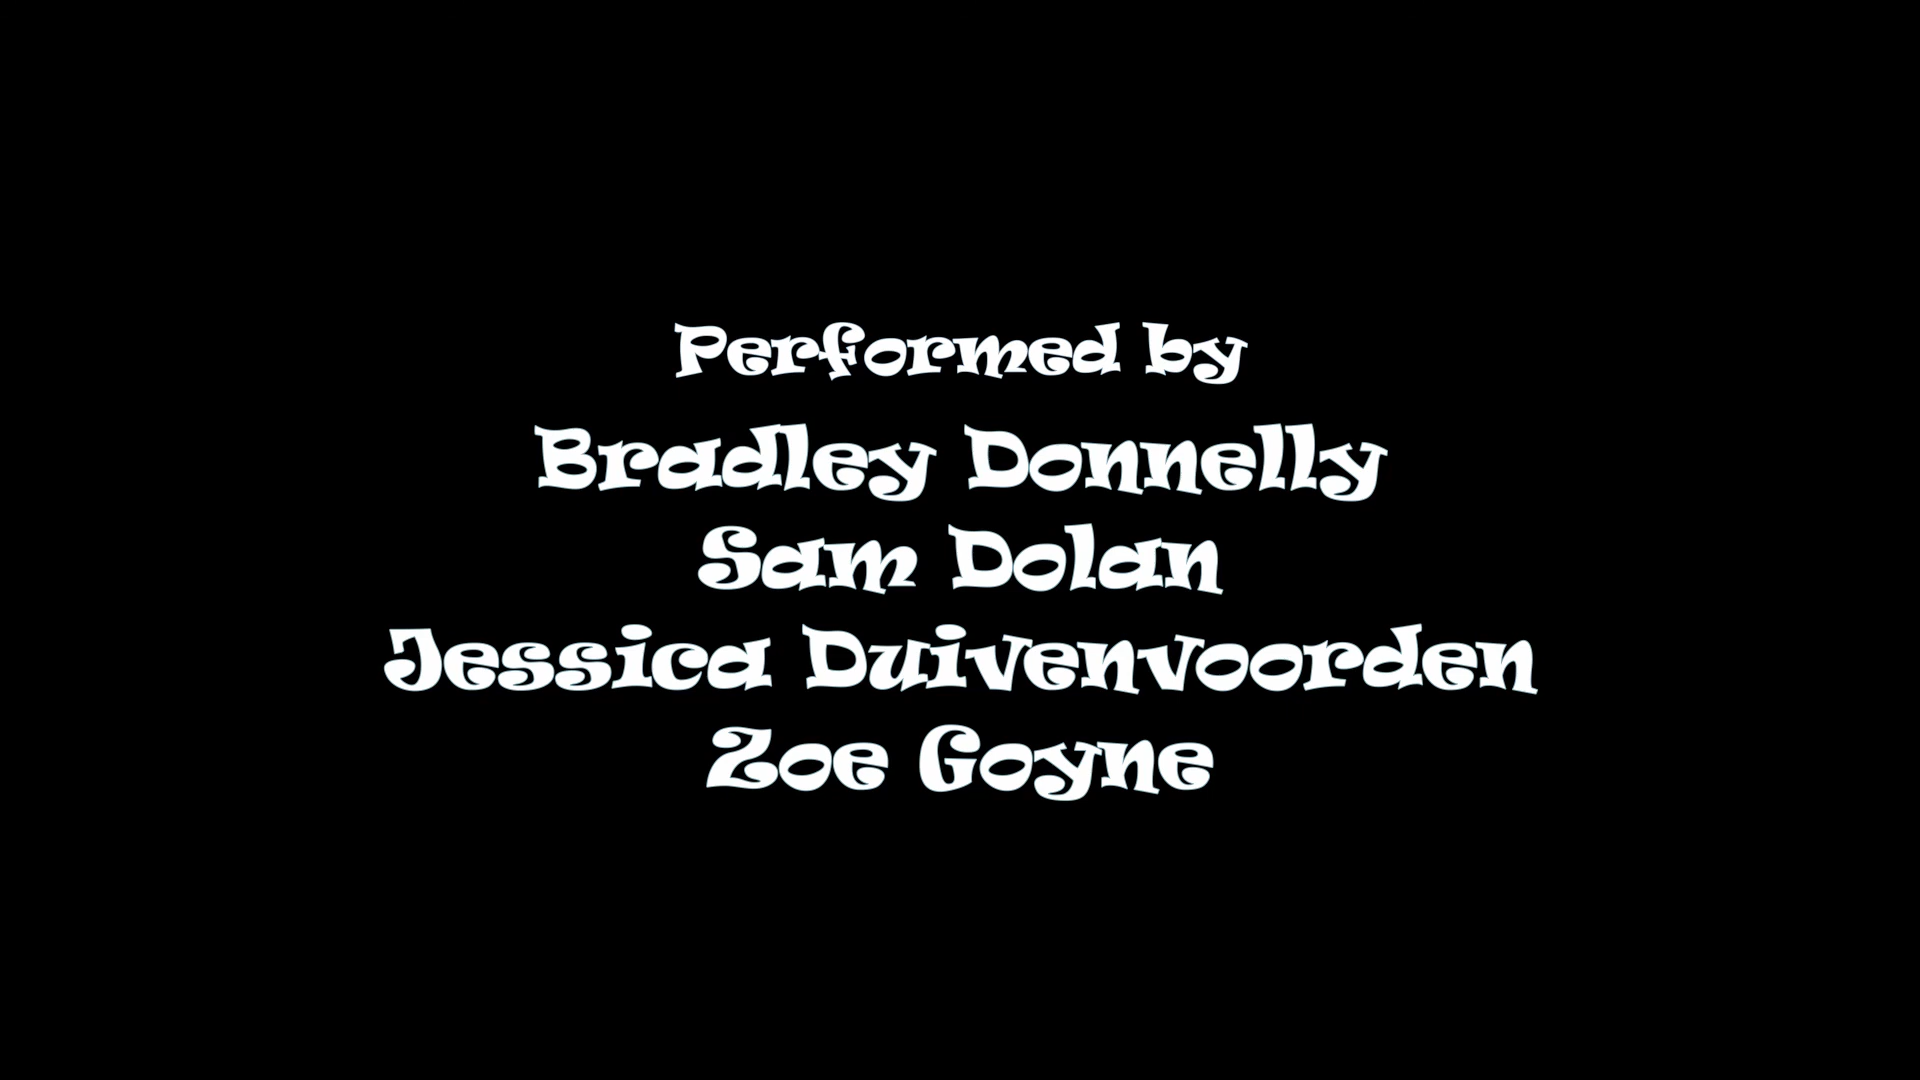 Performed by
Bradley Donnelly
Sam Dolan
Jessica Duivenvoorden
Zoe Goyne